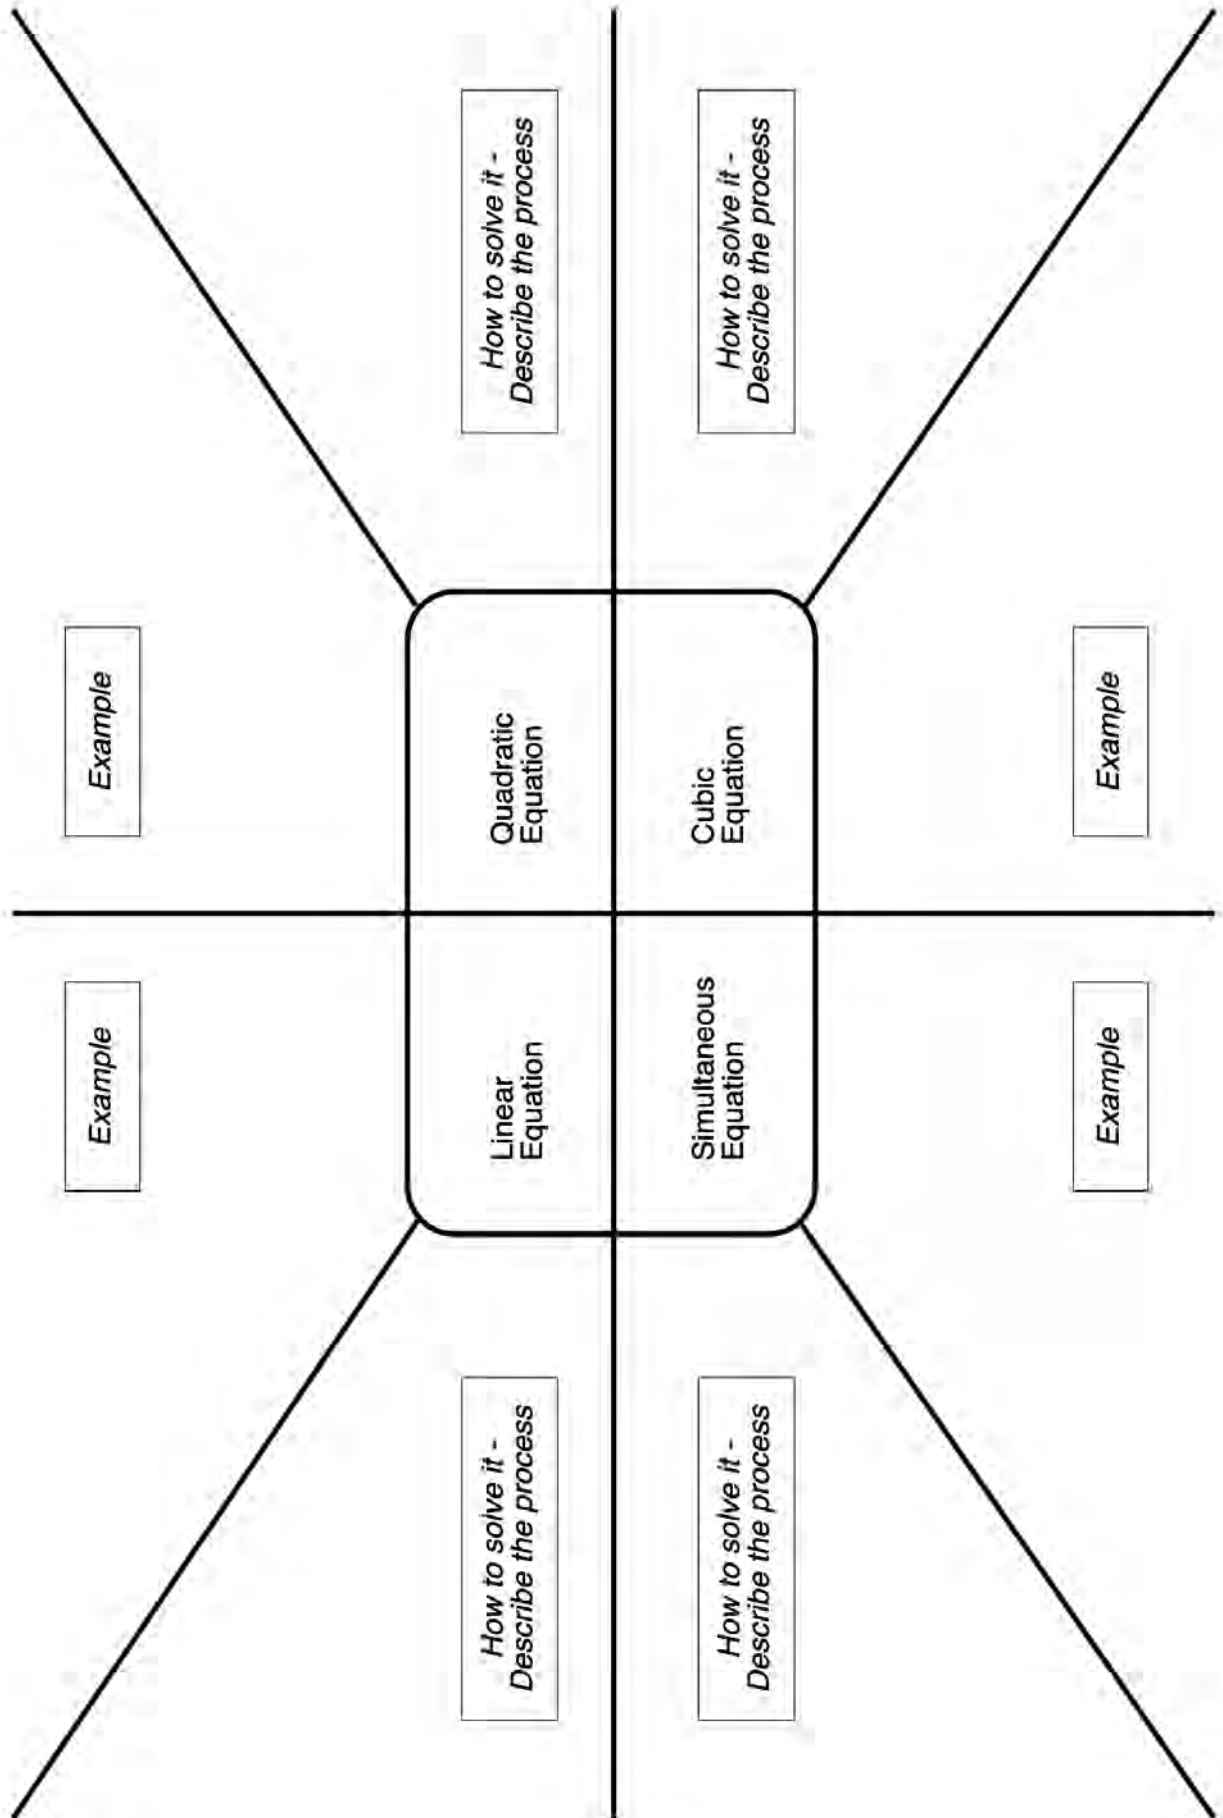 Example
Example
How to solve it -
Describe the process
Linear
Equation
Quadratic
Equation
How to solve it -
Describe the process
How to solve it -
Describe the process
Simultaneous
Equation
Cubic
Equation
How to solve it -
Describe the process
Example
Example